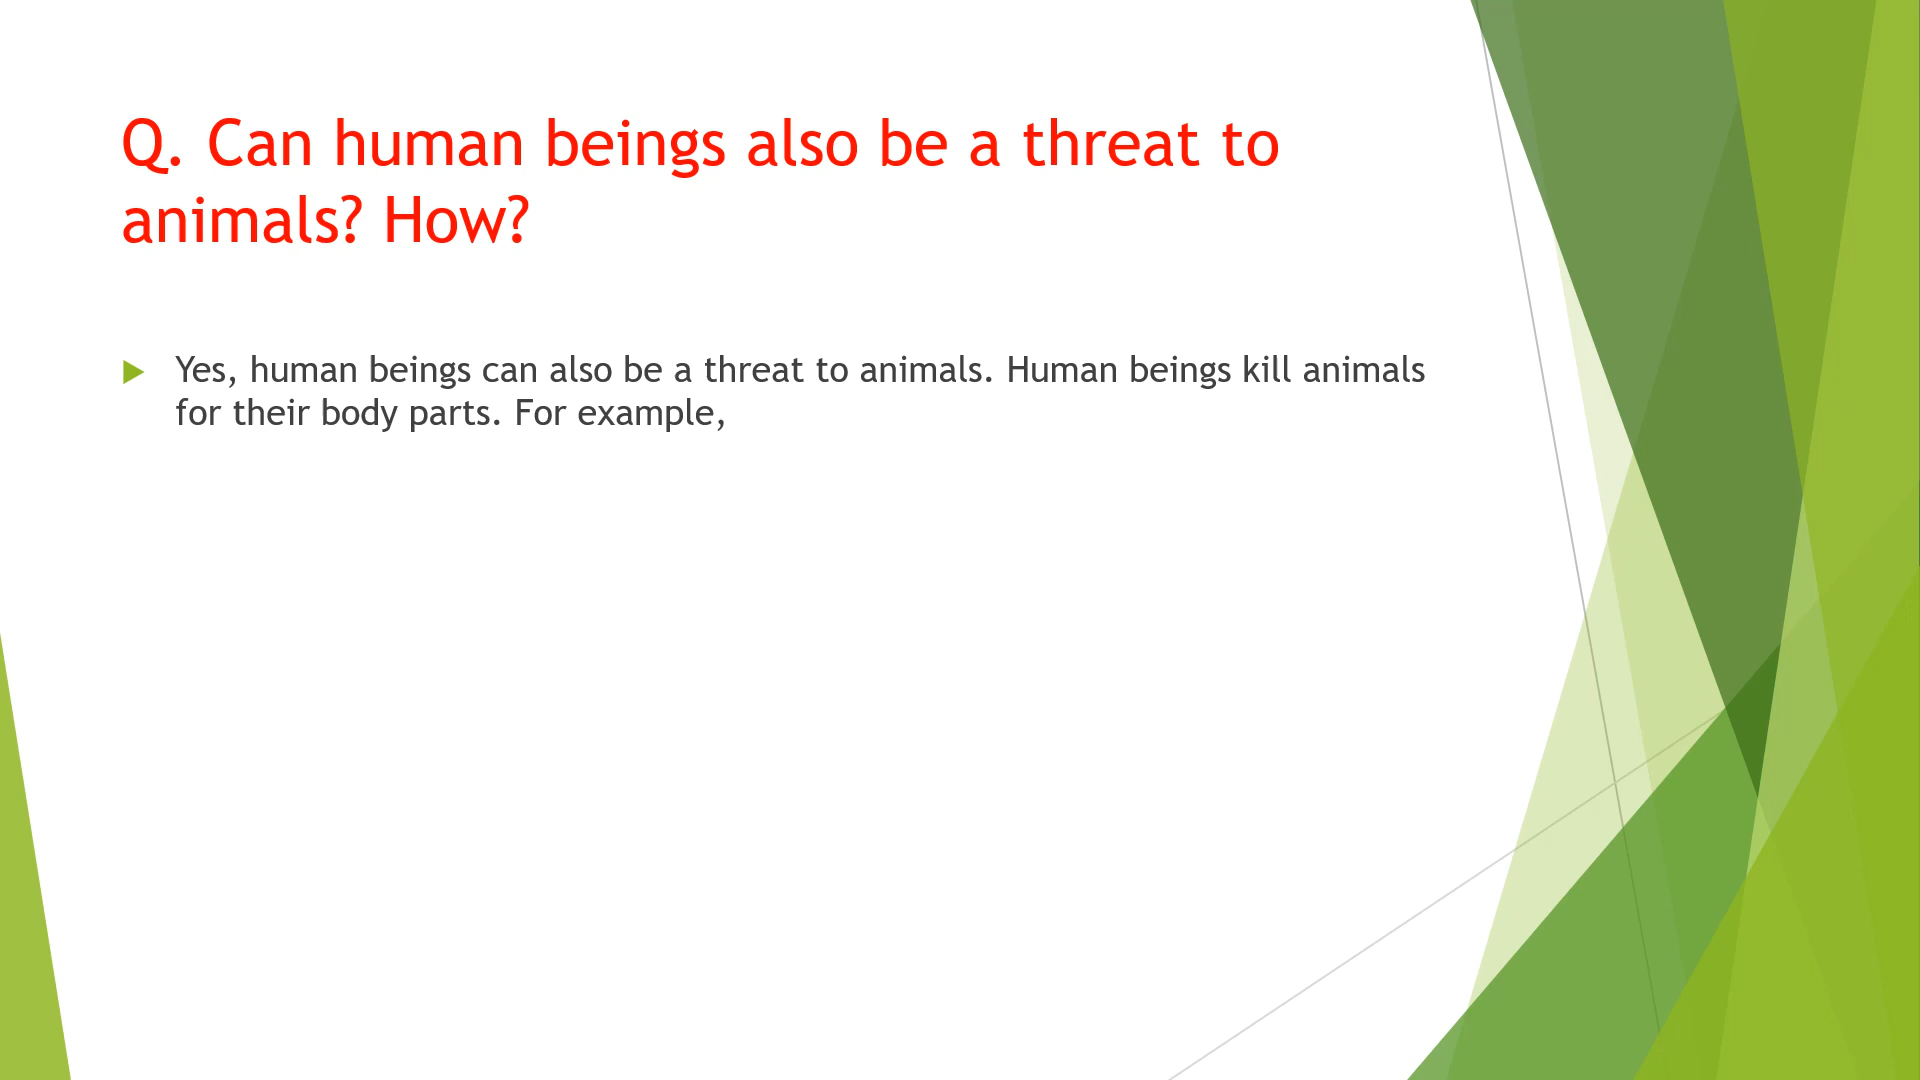 Q. Can human beings also be a threat to
animals? How?
Yes, human beings can also be a threat to animals. Human beings kill animals
for their body parts. For example,